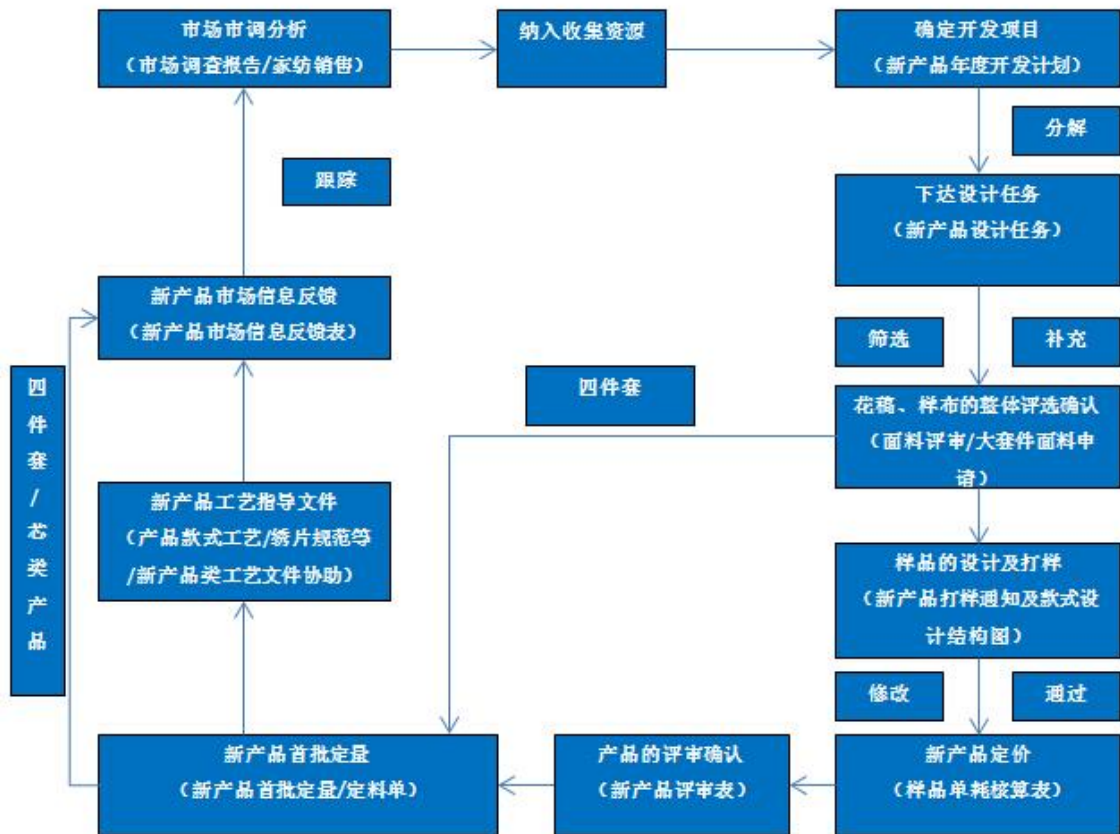 市场市调分析
（市场调查报告/家纺销售）
纳入收集资源
确定开发项目
（新产品年度开发计划）
分解
跟踪
下达设计任务
（新产品设计任务）
新产品市场信息反馈
（新产品市场信息反馈表）
筛选
补充
四件套
四件套/芯类产品
花稿、样布的整体评选确认
（面料评审/大套件面料申
请）
新产品工艺指导文件
（产品款式工艺/绣片规范等
/新产品类工艺文件协助）
样品的设计及打样
（新产品打样通知及款式设
计结构图）
修改
通过
新产品首批定量
（新产品首批定量/定料单）
产品的评审确认
（新产品评审表）
新产品定价
（样品单耗核算表）